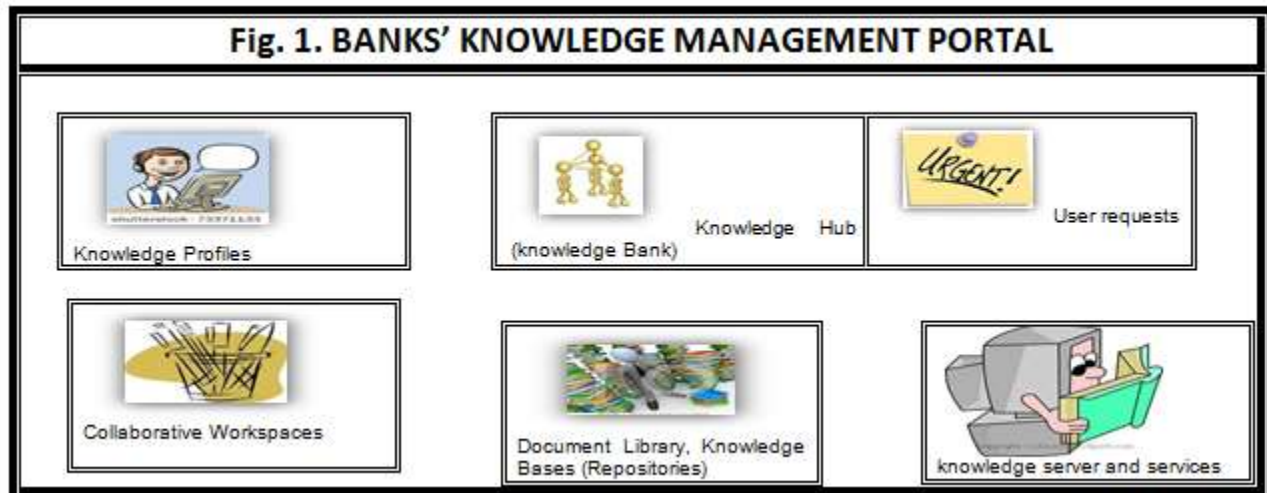 Fig. 1. BANKS' KNOWLEDGE MANAGEMENT PORTAL
Knowledge Profiles
Knowledge Hub
(knowledge Bank)
URGENT!
User requests
Collaborative Workspaces
Document Library, Knowledge
Bases (Repositories)
knowledge server and services